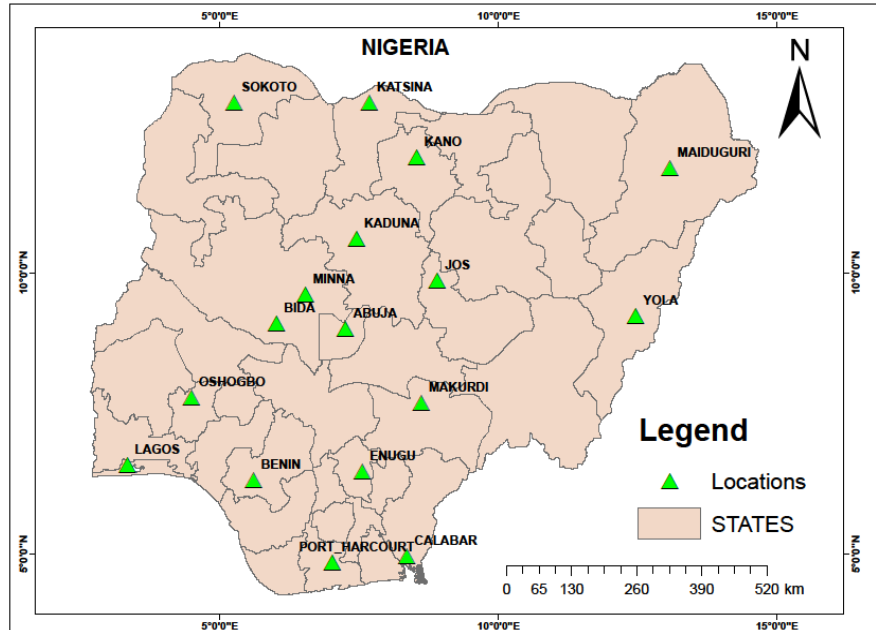 5°0'0"E 10°0'0"E 15°0'0"E
NIGERIA
N
SOKOTO
KATSINA
KANO
MAIDUGURI
KADUNA
JOS
10°0'0"N
10°0'0"N
MINNA
BIDA
ABUJA
YOLA
OSHOGBO
MAKURDI
LAGOS
BENIN
ENUGU
PORT_HARCOURT
CALABAR
Legend
Locations
STATES
5°0'0"N
5°0'0"N
0 65 130 260 390 520 km
5°0'0"E 10°0'0"E 15°0'0"E